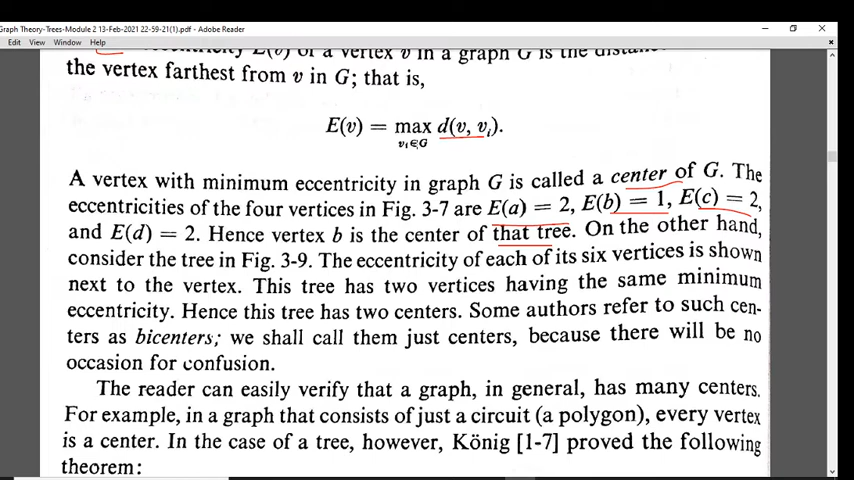 Graph Theory-Trees-Module 2 13-Feb-2021 22-59-21(1).pdf - Adobe Reader
Edit View Window Help
eccentricity E(v) of a vertex v in a graph G is the distance
the vertex farthest from v in G; that is,
E(v) = max d(v, vᵢ).
vᵢ∈G
A vertex with minimum eccentricity in graph G is called a center of G. The
eccentricities of the four vertices in Fig. 3-7 are E(a) = 2, E(b) = 1, E(c) = 2,
and E(d) = 2. Hence vertex b is the center of that tree. On the other hand,
consider the tree in Fig. 3-9. The eccentricity of each of its six vertices is shown
next to the vertex. This tree has two vertices having the same minimum
eccentricity. Hence this tree has two centers. Some authors refer to such cen-
ters as bicenters; we shall call them just centers, because there will be no
occasion for confusion.
The reader can easily verify that a graph, in general, has many centers.
For example, in a graph that consists of just a circuit (a polygon), every vertex
is a center. In the case of a tree, however, König [1-7] proved the following
theorem: